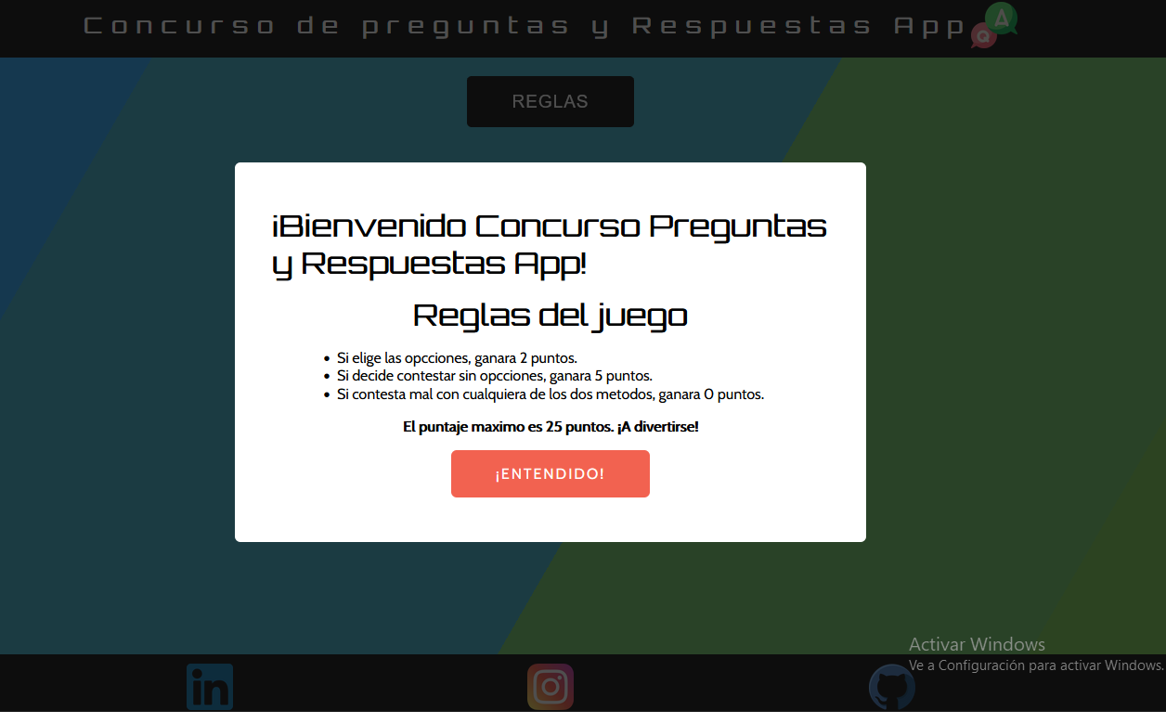 Concurso de preguntas y Respuestas App
A
Q
REGLAS
¡Bienvenido Concurso Preguntas
y Respuestas App!
Reglas del juego
• Si elige las opcciones, ganara 2 puntos.
• Si decide contestar sin opcciones, ganara 5 puntos.
• Si contesta mal con cualquiera de los dos metodos, ganara 0 puntos.
El puntaje maximo es 25 puntos. ¡A divertirse!
¡ENTENDIDO!
Activar Windows
Ve a Configuración para activar Windows.
in